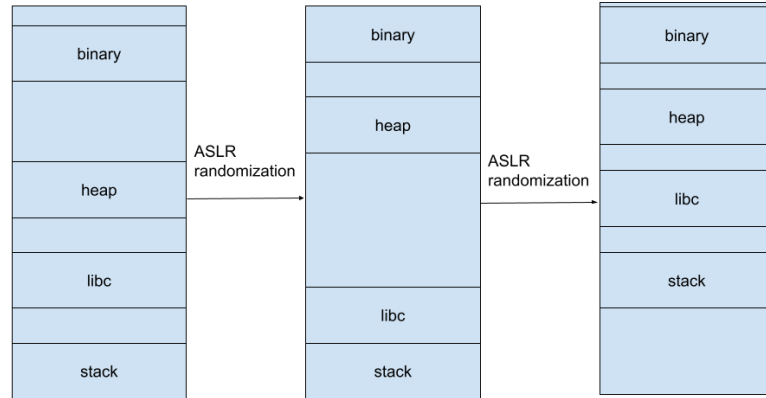 binary
heap
libc
stack
ASLR
randomization
binary
heap
libc
stack
ASLR
randomization
binary
heap
libc
stack